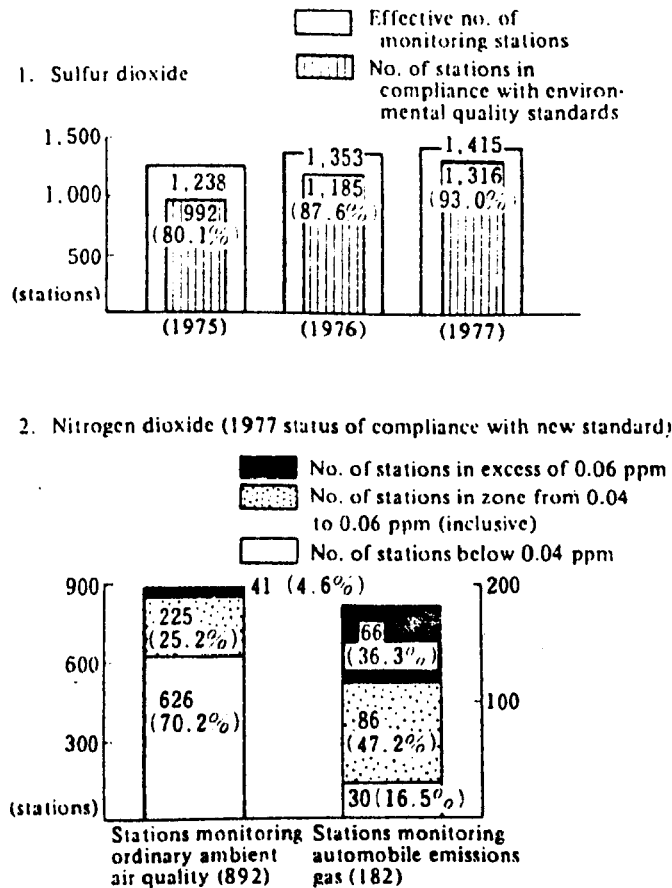 Effective no. of
monitoring stations
1. Sulfur dioxide
No. of stations in
compliance with environ-
mental quality standards
1.500
1.000
500
(stations)
1,238
992
(80.1%)
1,353
1,185
(87.6%)
1,415
1,316
(93.0%)
(1975)
(1976)
(1977)
2. Nitrogen dioxide (1977 status of compliance with new standard)
No. of stations in excess of 0.06 ppm
No. of stations in zone from 0.04
to 0.06 ppm (inclusive)
No. of stations below 0.04 ppm
900
600
300
(stations)
41 (4.6%)
225
(25.2%)
626
(70.2%)
66
(36.3%)
86
(47.2%)
30(16.5%)
200
100
Stations monitoring
ordinary ambient
air quality (892)
Stations monitoring
automobile emissions
gas (182)